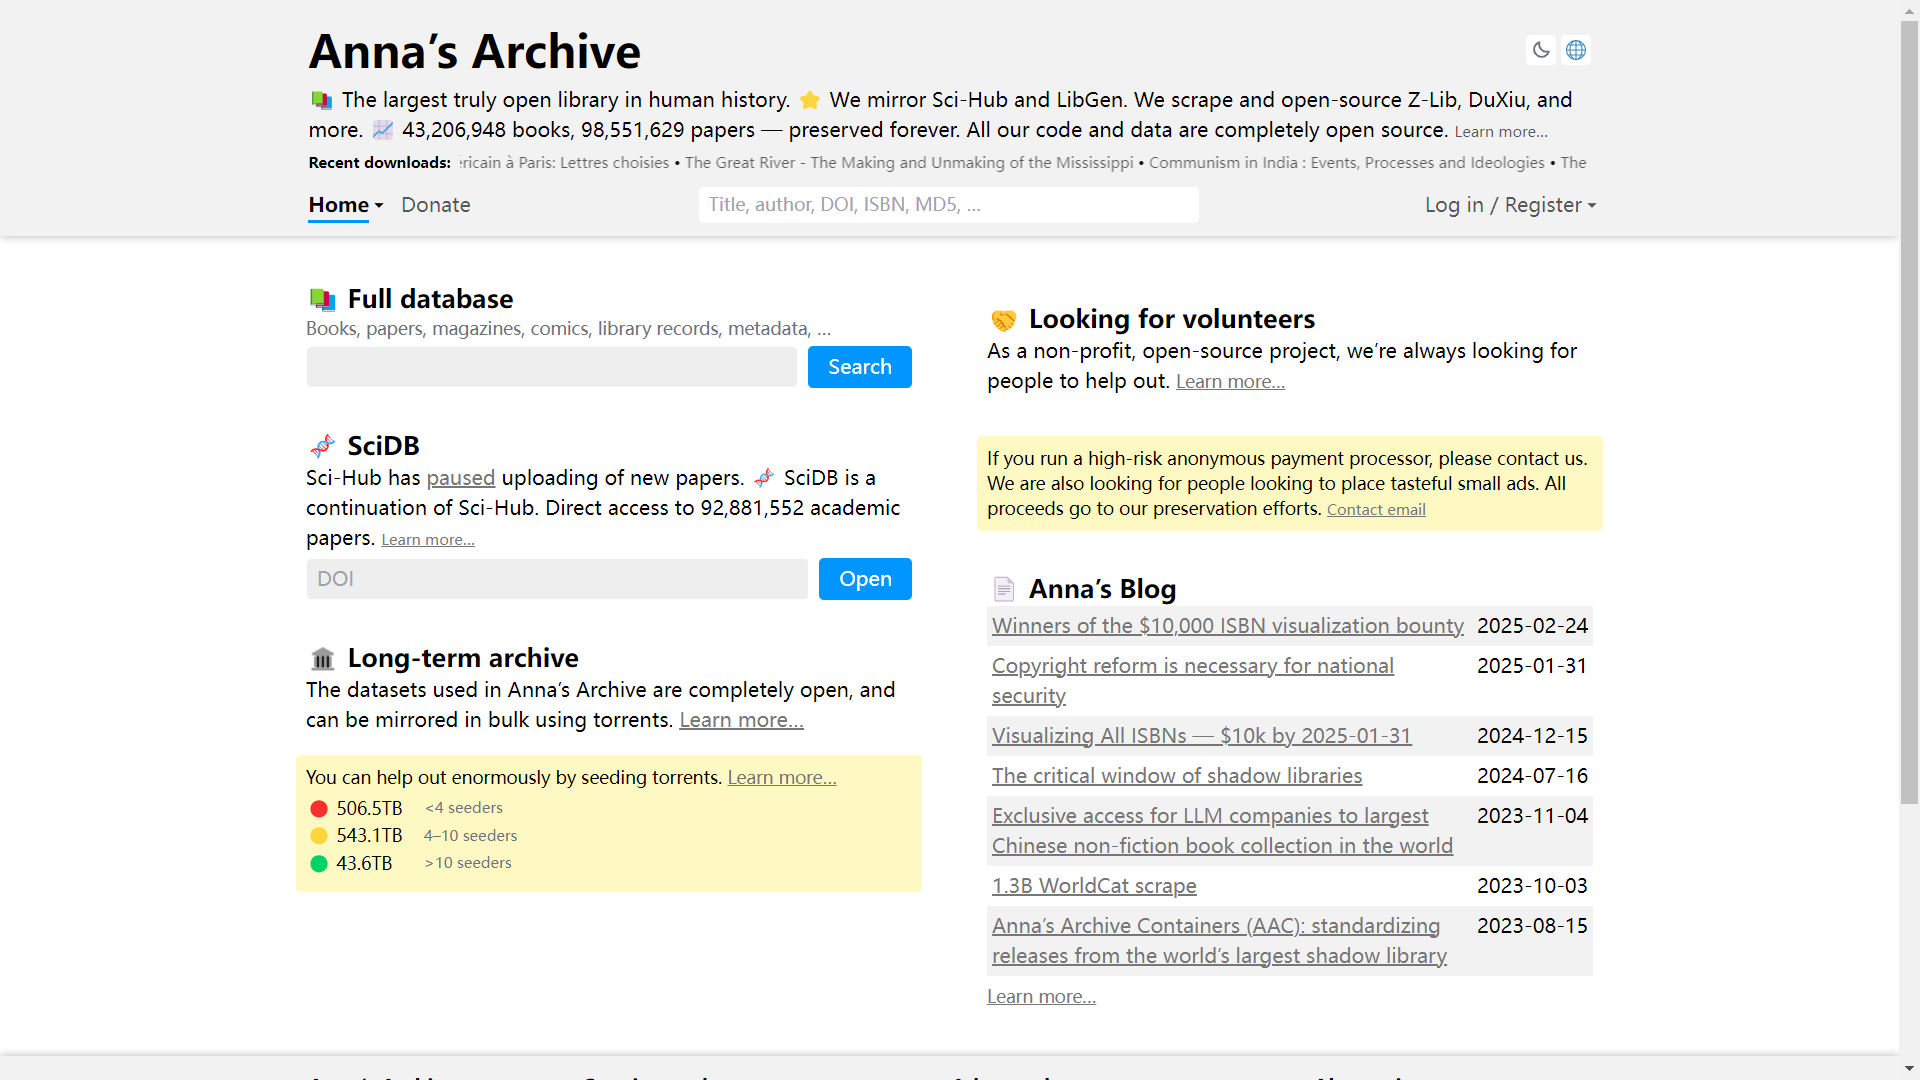 Anna’s Archive
The largest truly open library in human history. We mirror Sci-Hub and LibGen. We scrape and open-source Z-Lib, DuXiu, and
more. 43,206,948 books, 98,551,629 papers — preserved forever. All our code and data are completely open source. Learn more…
Recent downloads: à Paris: Lettres choisies • The Great River - The Making and Unmaking of the Mississippi • Communism in India : Events, Processes and Ideologies • The
Home Donate Title, author, DOI, ISBN, MD5, … Log in / Register
Full database
Books, papers, magazines, comics, library records, metadata, …
Search
SciDB
Sci-Hub has paused uploading of new papers. SciDB is a
continuation of Sci-Hub. Direct access to 92,881,552 academic
papers. Learn more…
DOI Open
Long-term archive
The datasets used in Anna’s Archive are completely open, and
can be mirrored in bulk using torrents. Learn more…
You can help out enormously by seeding torrents. Learn more…
506.5TB <4 seeders
543.1TB 4–10 seeders
43.6TB >10 seeders
Looking for volunteers
As a non-profit, open-source project, we’re always looking for
people to help out. Learn more…
If you run a high-risk anonymous payment processor, please contact us.
We are also looking for people looking to place tasteful small ads. All
proceeds go to our preservation efforts. Contact email
Anna’s Blog
Winners of the $10,000 ISBN visualization bounty 2025-02-24
Copyright reform is necessary for national 2025-01-31
security
Visualizing All ISBNs — $10k by 2025-01-31 2024-12-15
The critical window of shadow libraries 2024-07-16
Exclusive access for LLM companies to largest 2023-11-04
Chinese non-fiction book collection in the world
1.3B WorldCat scrape 2023-10-03
Anna’s Archive Containers (AAC): standardizing 2023-08-15
releases from the world’s largest shadow library
Learn more…